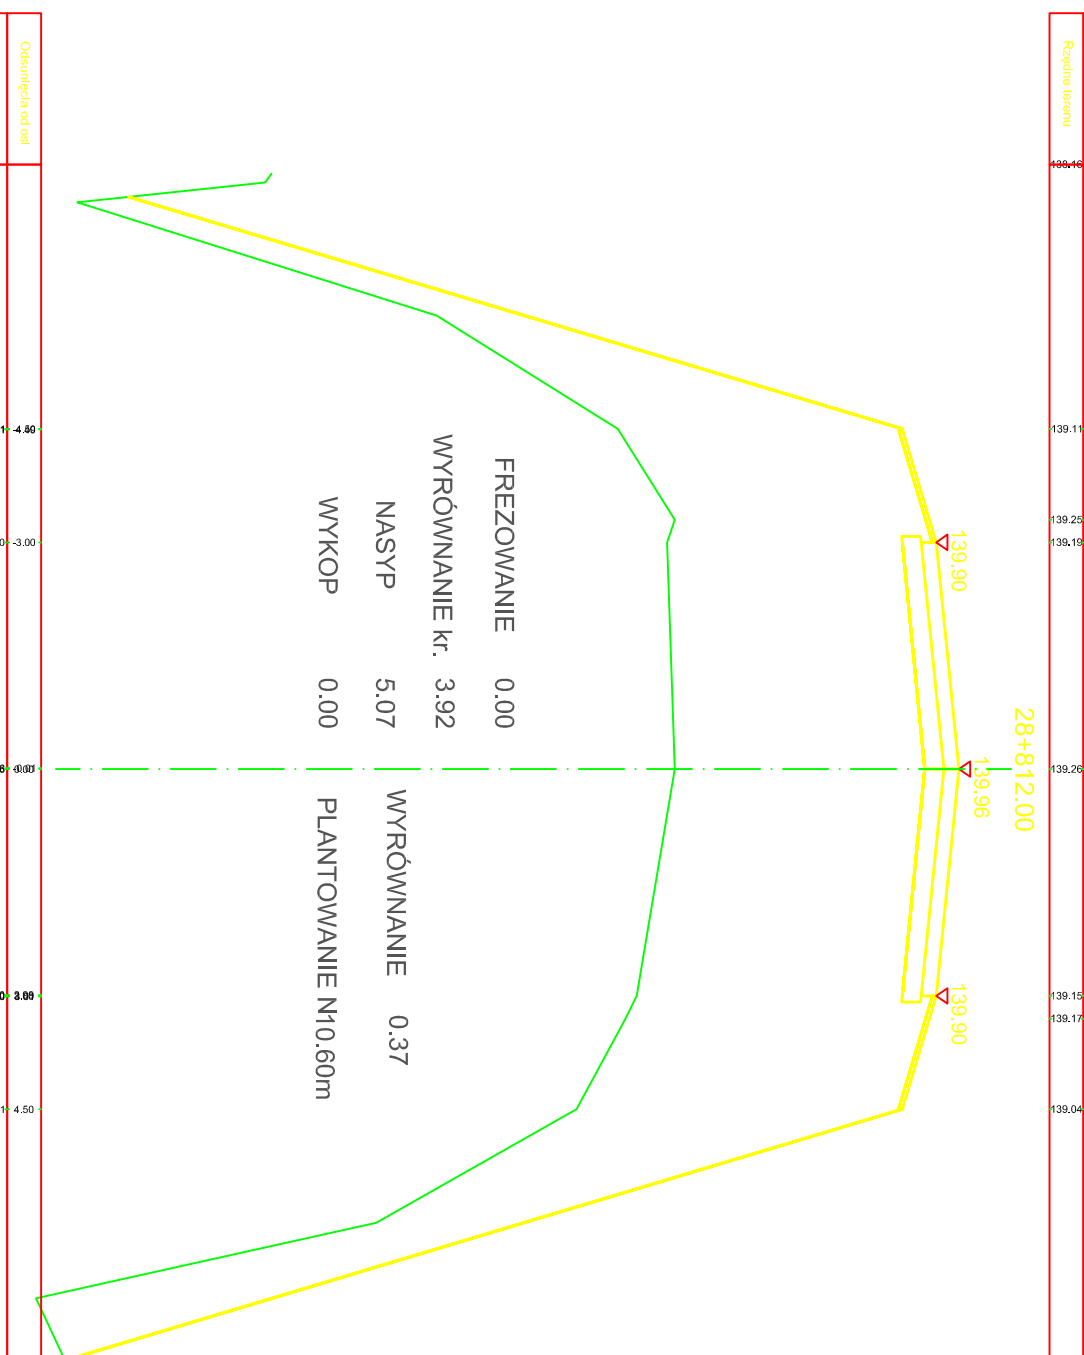 28+812.00
139.90
139.96
139.90
FREZOWANIE 0.00
WYRÓWNANIE kr. 3.92
NASYP 5.07
WYKOP 0.00
WYRÓWNANIE 0.37
PLANTOWANIE N10.60m
Rzędne terenu
139.11
139.25
139.19
139.26
139.15
139.17
139.04
Odsunięcia od osi
-3.00
4.50